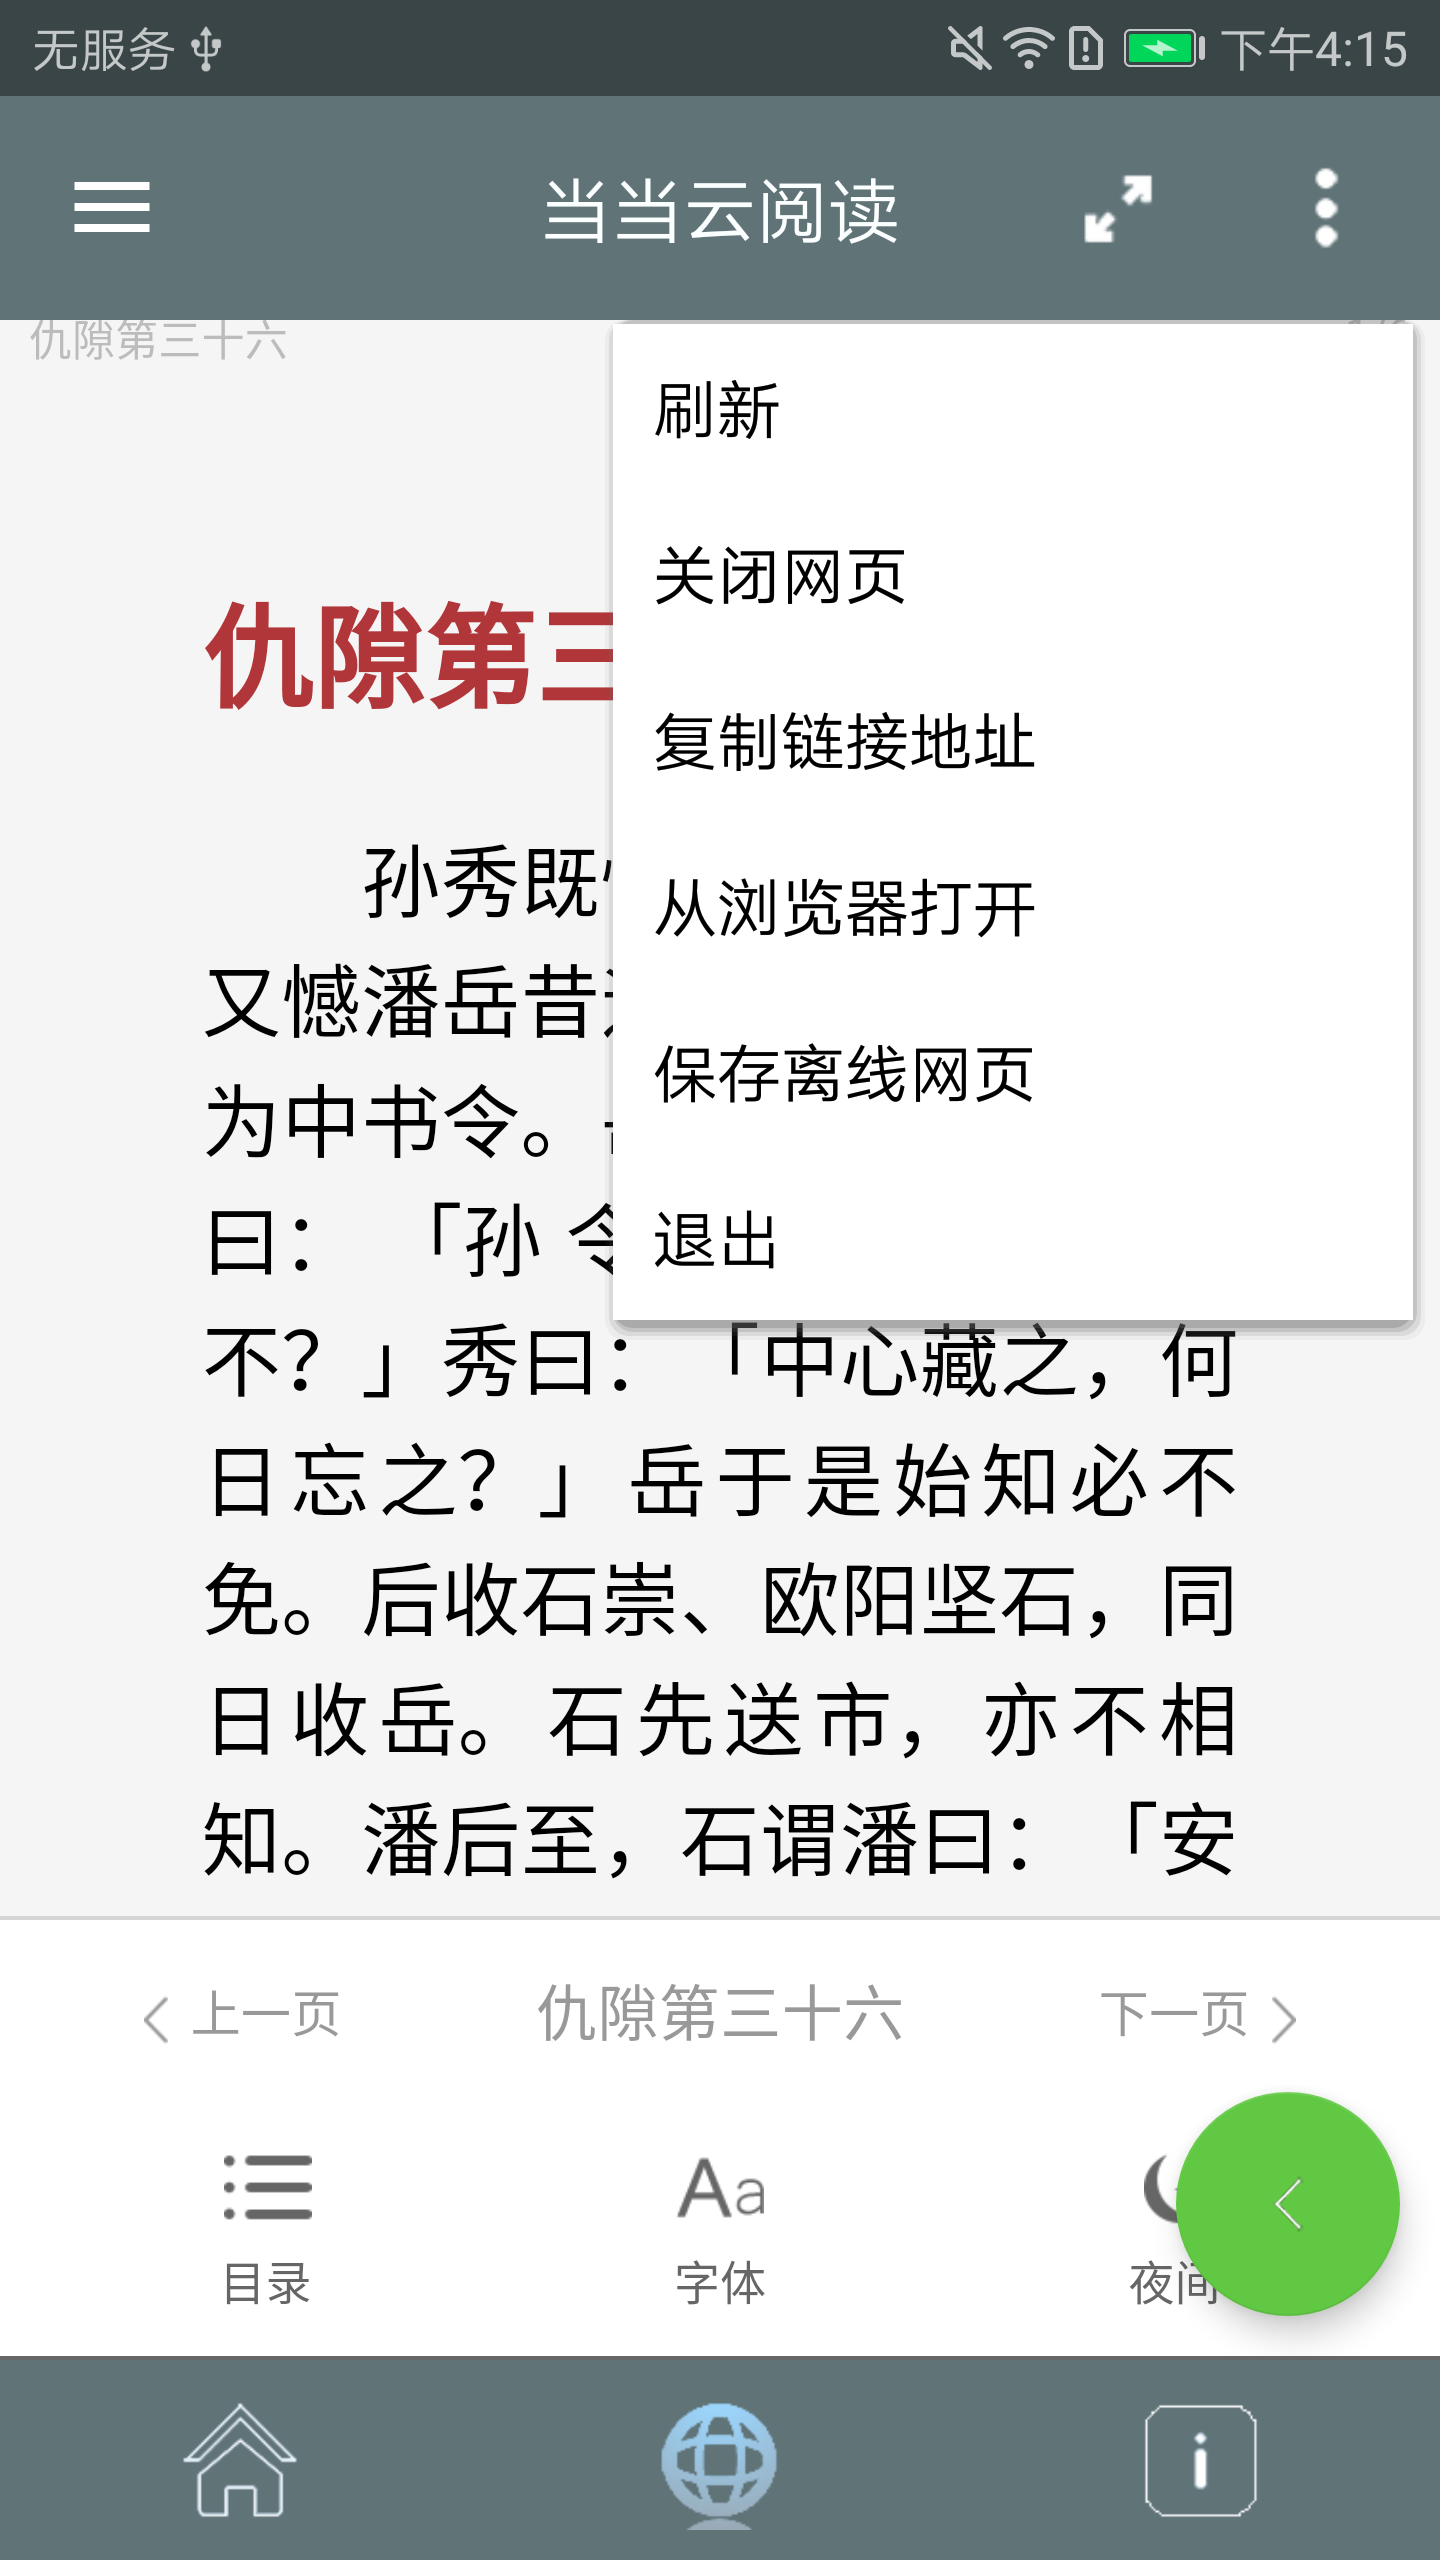 无服务
下午4:15
当当云阅读
仇隙第三十六
刷新
关闭网页
复制链接地址
从浏览器打开
保存离线网页
退出
仇隙第三
孙秀既
又憾潘岳昔
为中书令。
曰：「孙 令
不？」秀曰：「中心藏之，何
日忘之？」岳于是始知必不
免。后收石崇、欧阳坚石，同
日收岳。石先送市，亦不相
知。潘后至，石谓潘曰：「安
上一页
仇隙第三十六
下一页
目录
Aa
字体
夜间